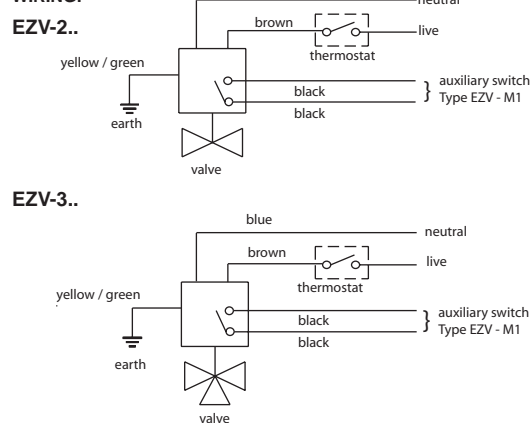 WIRING:
neutral
EZV-2..
brown
live
thermostat
yellow / green
auxiliary switch
black
} Type EZV - M1
black
earth
valve
EZV-3..
blue
neutral
brown
live
thermostat
yellow / green
auxiliary switch
black
} Type EZV - M1
black
earth
valve